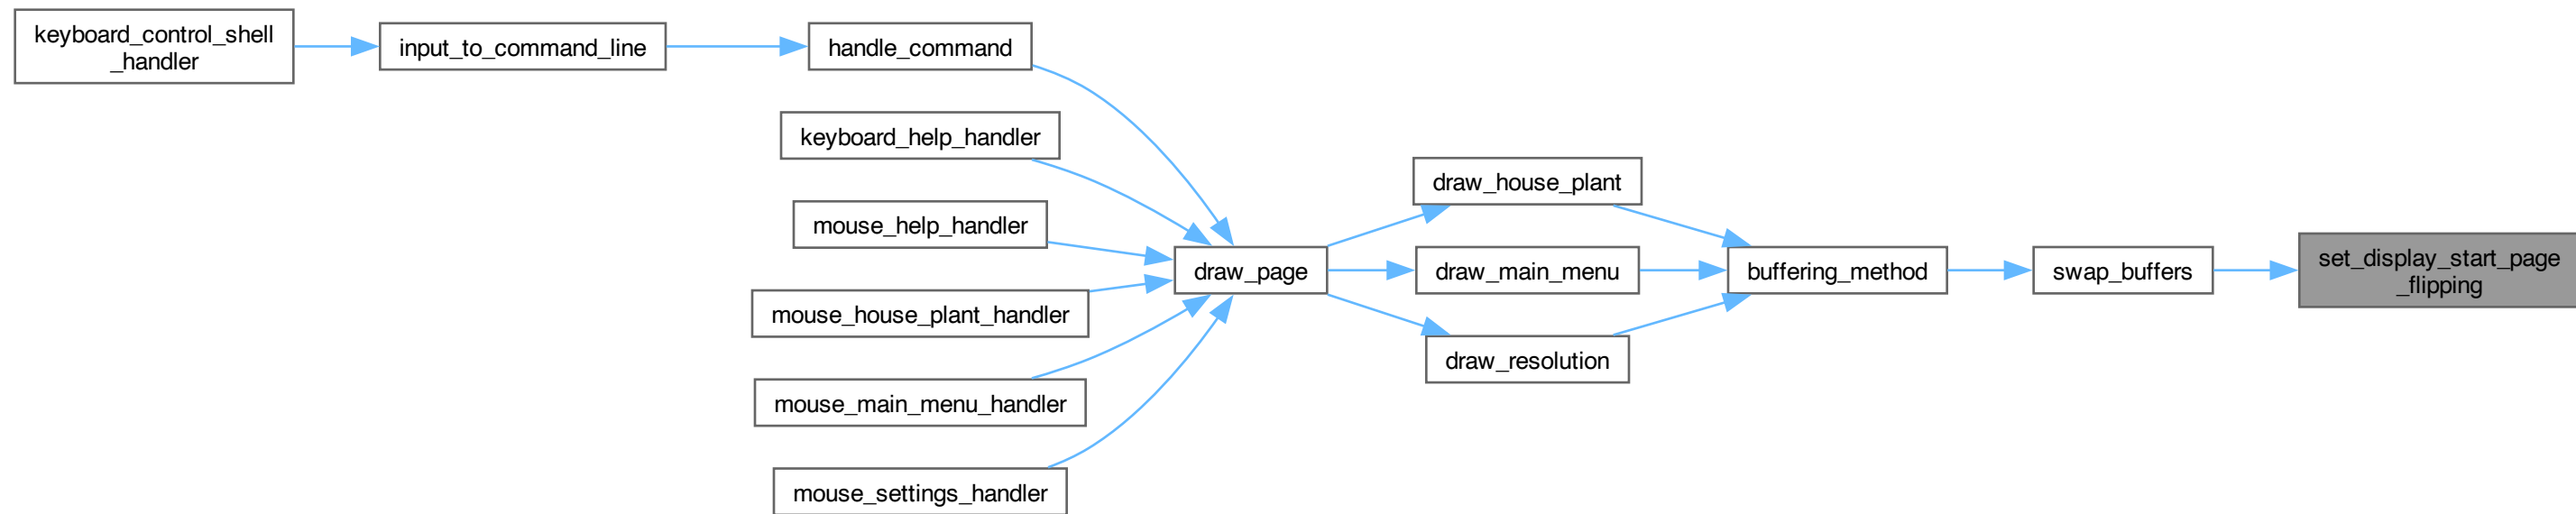 keyboard_control_shell
_handler
input_to_command_line
handle_command
keyboard_help_handler
mouse_help_handler
mouse_house_plant_handler
mouse_main_menu_handler
mouse_settings_handler
draw_page
draw_house_plant
draw_main_menu
draw_resolution
buffering_method
swap_buffers
set_display_start_page
_flipping